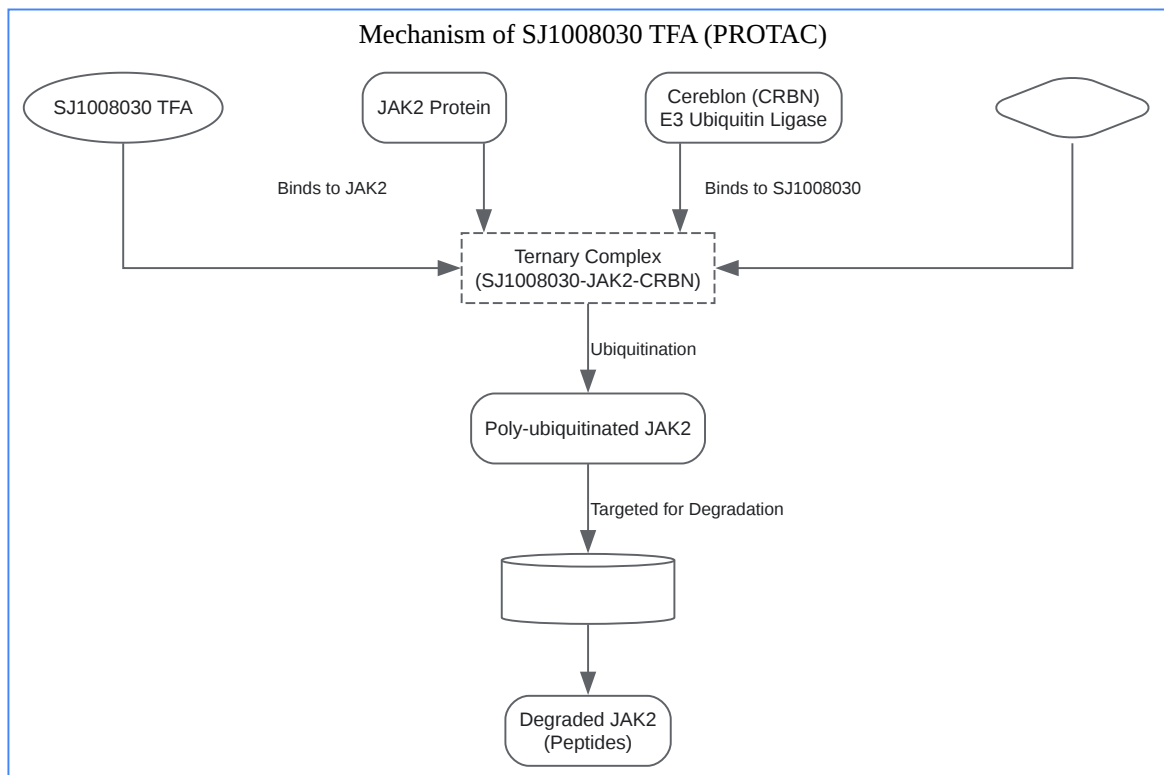 Mechanism of SJ1008030 TFA (PROTAC)
SJ1008030 TFA
JAK2 Protein
Cereblon (CRBN)
E3 Ubiquitin Ligase
Binds to JAK2
Binds to SJ1008030
Ternary Complex
(SJ1008030-JAK2-CRBN)
Ubiquitination
Poly-ubiquitinated JAK2
Targeted for Degradation
Degraded JAK2
(Peptides)